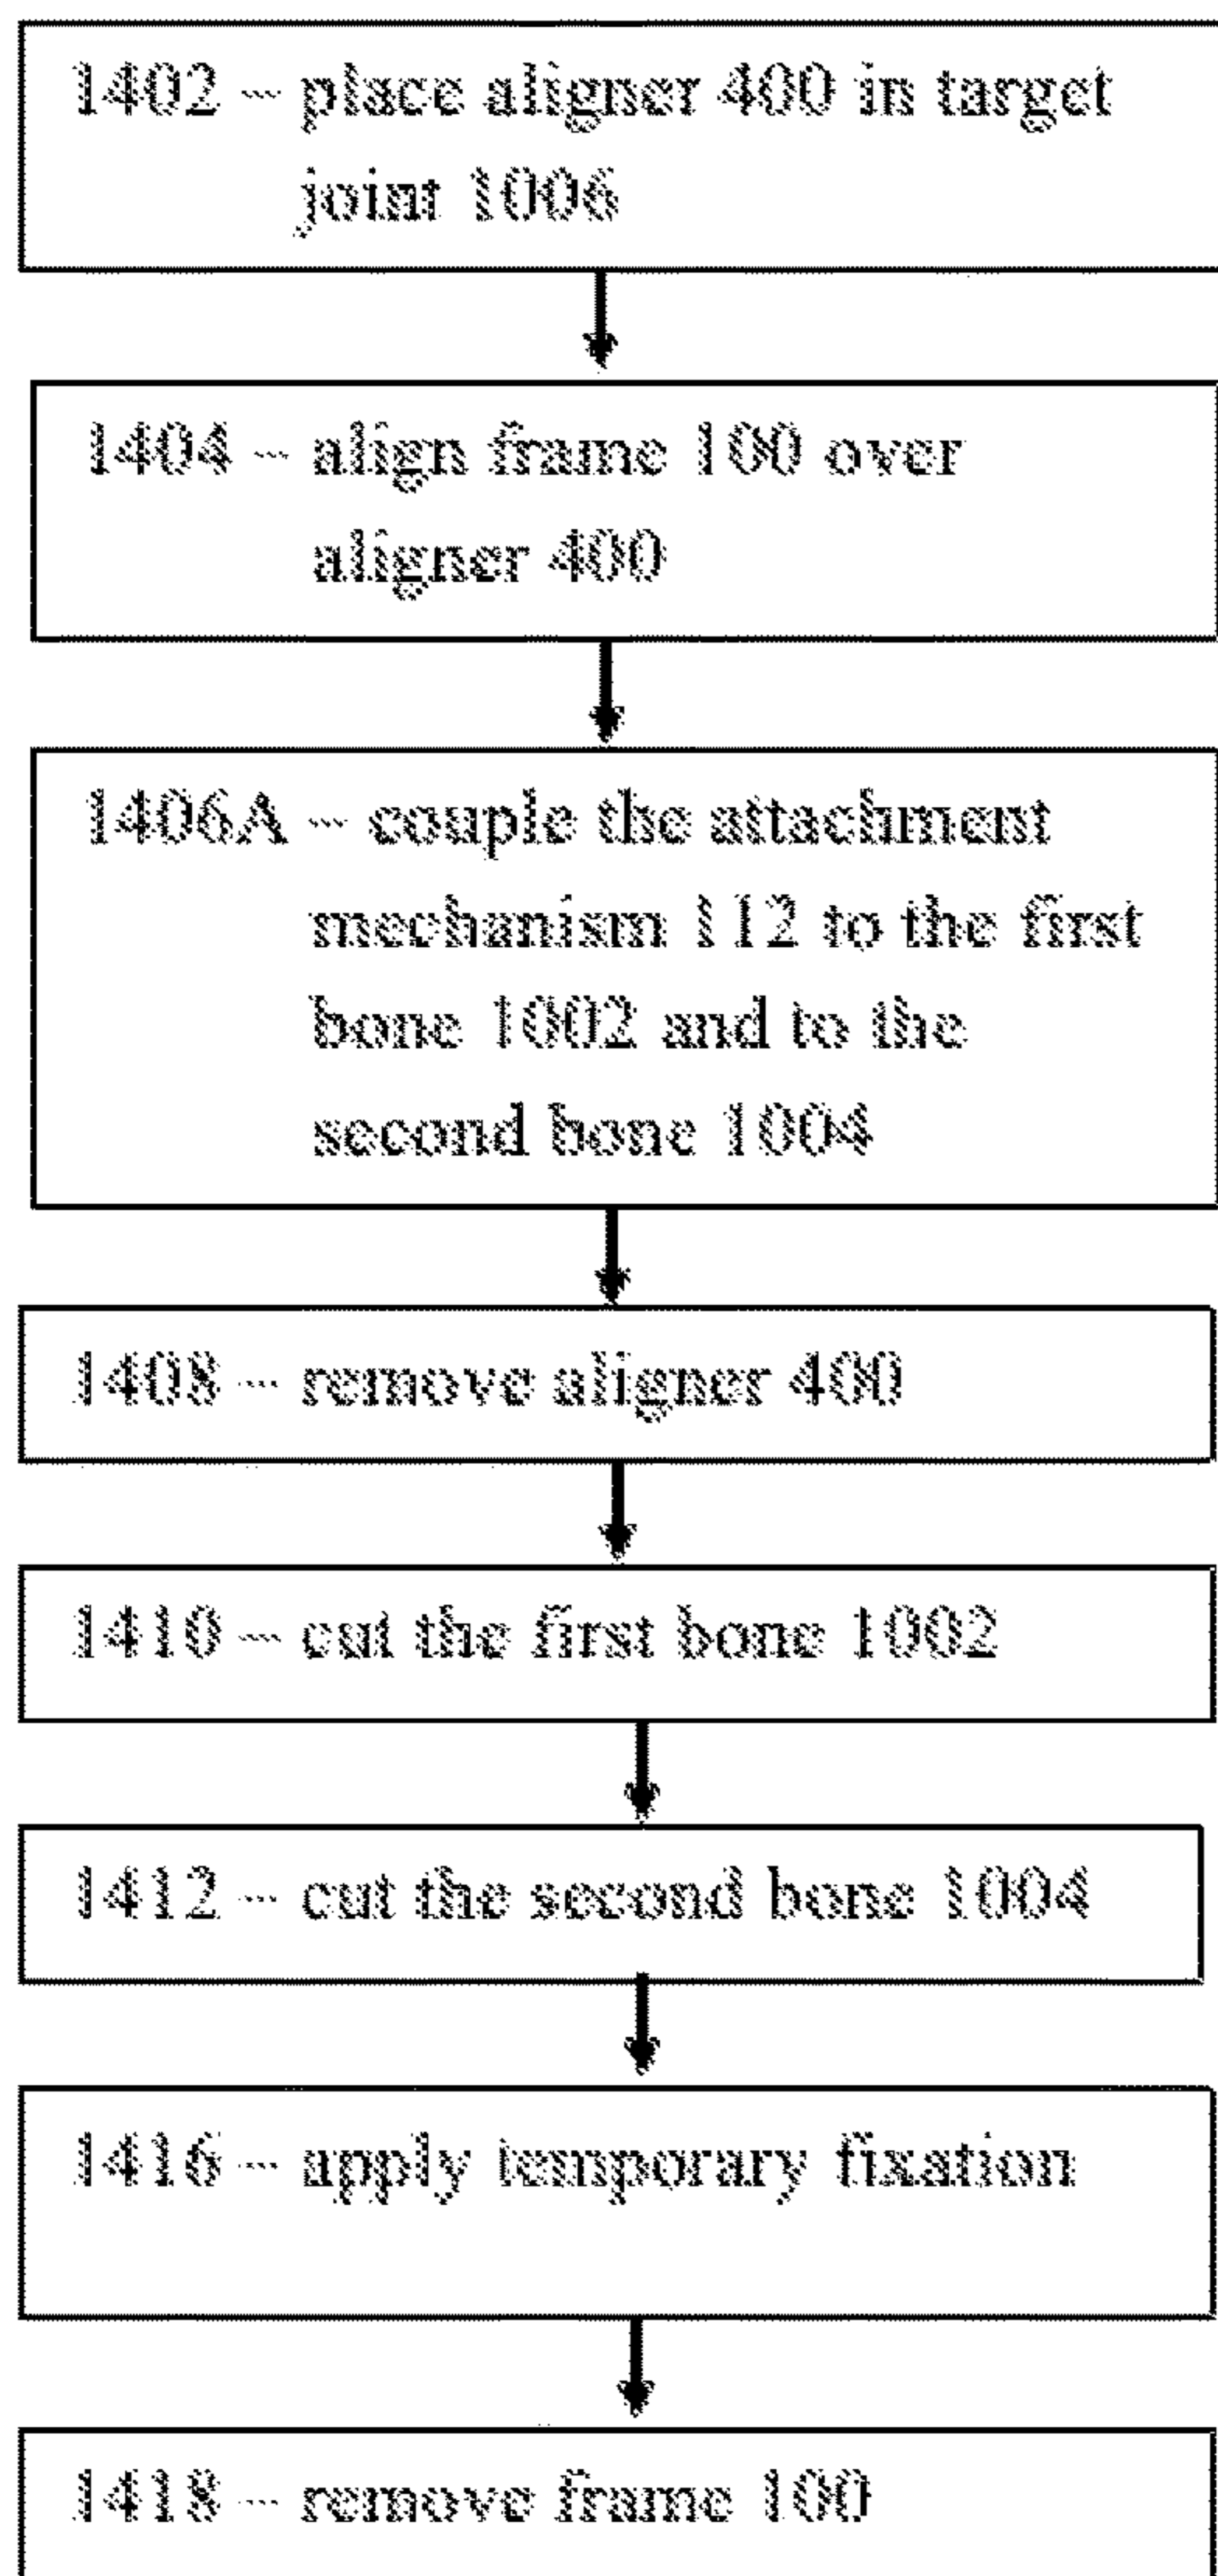 1402 – place aligner 400 in target
joint 1006
1404 – align frame 100 over
aligner 400
1406A – couple the attachment
mechanism 112 to the first
bone 1002 and to the
second bone 1004
1408 – remove aligner 400
1410 – cut the first bone 1002
1412 – cut the second bone 1004
1416 – apply temporary fixation
1418 – remove frame 100